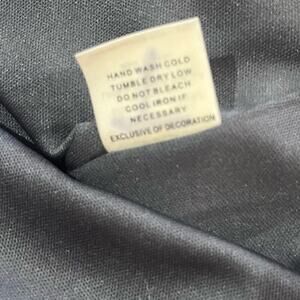 HAND WASH COLD
TUMBLE DRY LOW
DO NOT BLEACH
COOL IRON IF
NECESSARY
EXCLUSIVE OF DECORATION